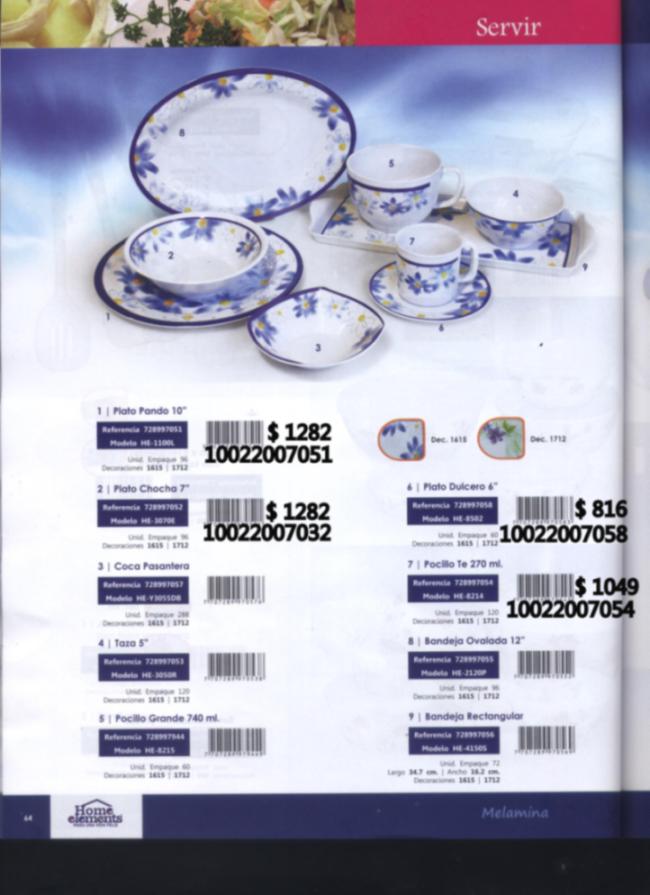 Servir
8
5
4
7
2
9
1
6
3
1 | Plato Pando 10"
Referencia 728997051
Modelo HE-1100L
Unid. Empaque 96
Decoraciones 1615 | 1712
$ 1282
10022007051
Dec. 1615
Dec. 1712
2 | Plato Chocha 7"
Referencia 728997052
Modelo HE-3070E
Unid. Empaque 96
Decoraciones 1615 | 1712
$ 1282
10022007032
6 | Plato Dulcero 6"
Referencia 728997058
Modelo HE-8502
Unid. Empaque 60
Decoraciones 1615 | 1712
$ 816
10022007058
3 | Coca Pasantera
Referencia 728997057
Modelo HE-Y3055DB
Unid. Empaque 288
Decoraciones 1615 | 1712
7 | Pocillo Te 270 ml.
Referencia 728997054
Modelo HE-8214
Unid. Empaque 120
Decoraciones 1615 | 1712
$ 1049
10022007054
4 | Taza 5"
Referencia 728997053
Modelo HE-3050R
Unid. Empaque 120
Decoraciones 1615 | 1712
8 | Bandeja Ovalada 12"
Referencia 728997055
Modelo HE-2120P
Unid. Empaque 96
Decoraciones 1615 | 1712
5 | Pocillo Grande 740 ml.
Referencia 728997944
Modelo HE-8215
Unid. Empaque 60
Decoraciones 1615 | 1712
9 | Bandeja Rectangular
Referencia 728997056
Modelo HE-4150S
Unid. Empaque 72
Largo 34.7 cm. | Ancho 16.2 cm.
Decoraciones 1615 | 1712
64
Home
elements
PARA UNA VIDA FELIZ
Melamina